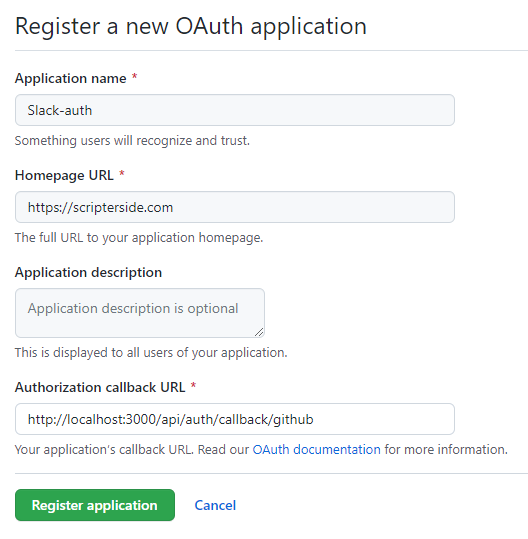 Register a new OAuth application
Application name *
Slack-auth
Something users will recognize and trust.
Homepage URL *
https://scripterside.com
The full URL to your application homepage.
Application description
Application description is optional
This is displayed to all users of your application.
Authorization callback URL *
http://localhost:3000/api/auth/callback/github
Your application's callback URL. Read our OAuth documentation for more information.
Register application Cancel